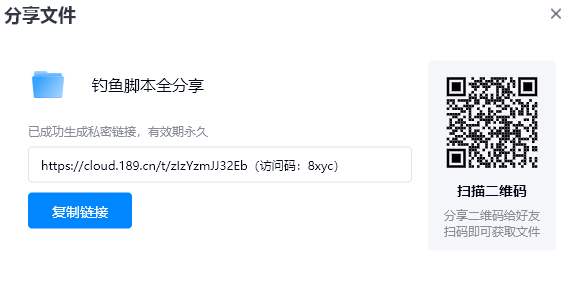 分享文件
钓鱼脚本全分享
已成功生成私密链接，有效期永久
https://cloud.189.cn/t/zIzYzmJJ32Eb（访问码：8xyc）
复制链接
扫描二维码
分享二维码给好友
扫码即可获取文件